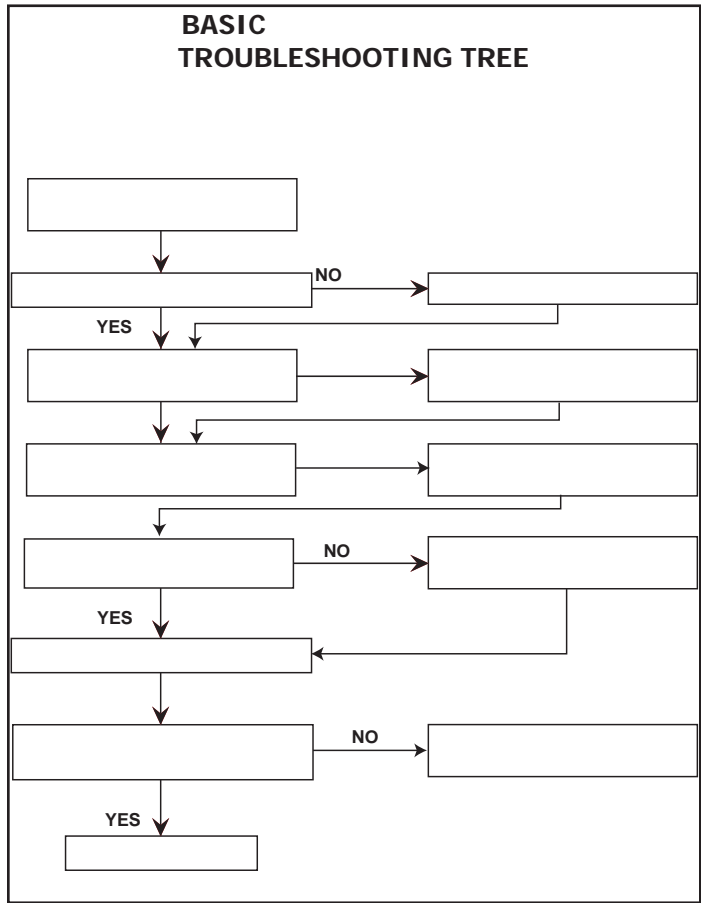 BASIC
TROUBLESHOOTING TREE
NO
YES
NO
YES
NO
YES